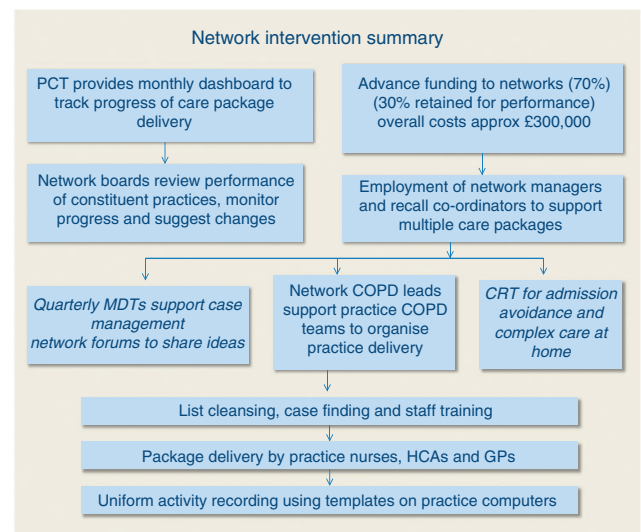 Network intervention summary
PCT provides monthly dashboard to
track progress of care package
delivery
Advance funding to networks (70%)
(30% retained for performance)
overall costs approx £300,000
Network boards review performance
of constituent practices, monitor
progress and suggest changes
Employment of network managers
and recall co-ordinators to support
multiple care packages
Quarterly MDTs support case
management
network forums to share ideas
Network COPD leads
support practice COPD
teams to organise
practice delivery
CRT for admission
avoidance and
complex care at
home
List cleansing, case finding and staff training
Package delivery by practice nurses, HCAs and GPs
Uniform activity recording using templates on practice computers